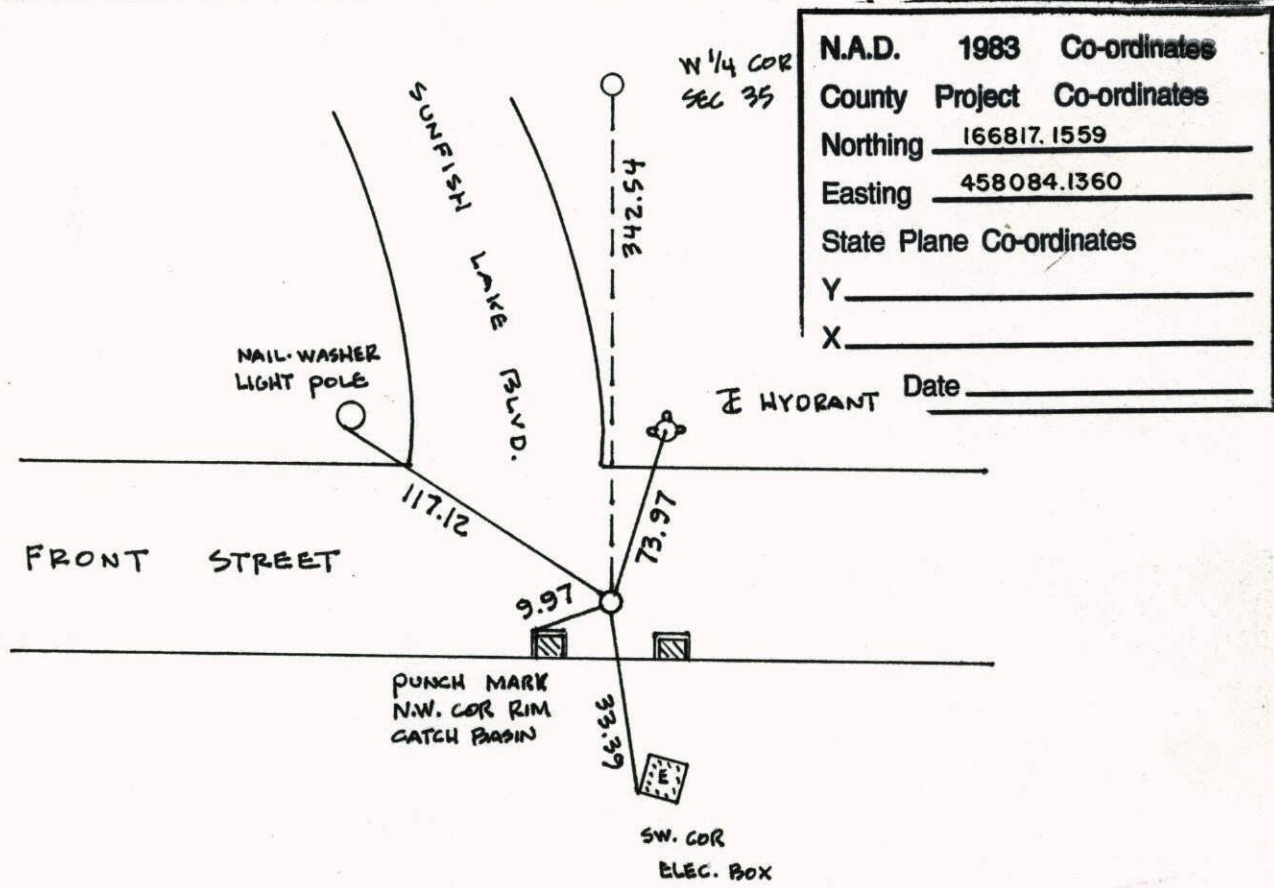 N.A.D. 1983 Co-ordinates
County Project Co-ordinates
Northing 166817.1559
Easting 458084.1360
State Plane Co-ordinates
Y
X
Date
W 1/4 COR
SEC 35
SUNFISH LAKE BLVD.
342.54
NAIL.WASHER
LIGHT POLE
HYDRANT
117.12
73.97
FRONT STREET
9.97
PUNCH MARK
N.W. COR RIM
CATCH BASIN
33.39
E
SW. COR
ELEC. BOX